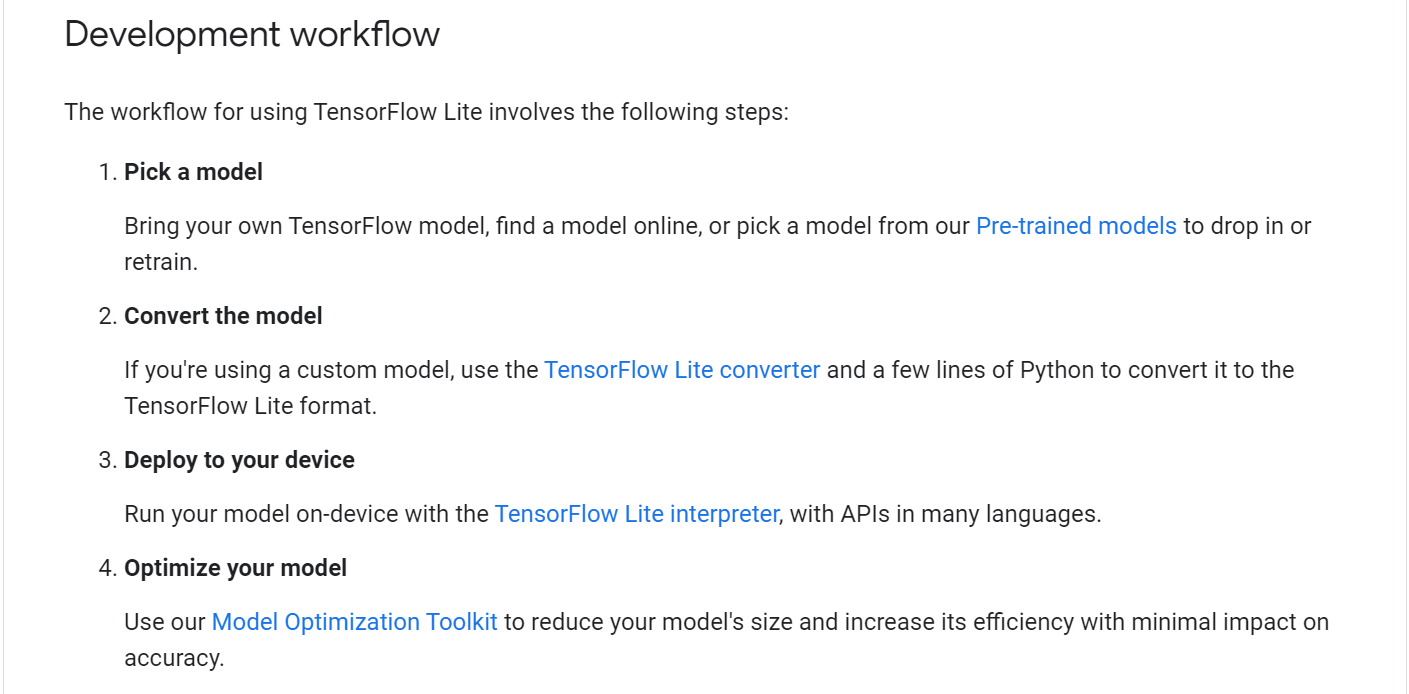 Development workflow
The workflow for using TensorFlow Lite involves the following steps:
1. Pick a model
Bring your own TensorFlow model, find a model online, or pick a model from our Pre-trained models to drop in or
retrain.
2. Convert the model
If you're using a custom model, use the TensorFlow Lite converter and a few lines of Python to convert it to the
TensorFlow Lite format.
3. Deploy to your device
Run your model on-device with the TensorFlow Lite interpreter, with APIs in many languages.
4. Optimize your model
Use our Model Optimization Toolkit to reduce your model's size and increase its efficiency with minimal impact on
accuracy.